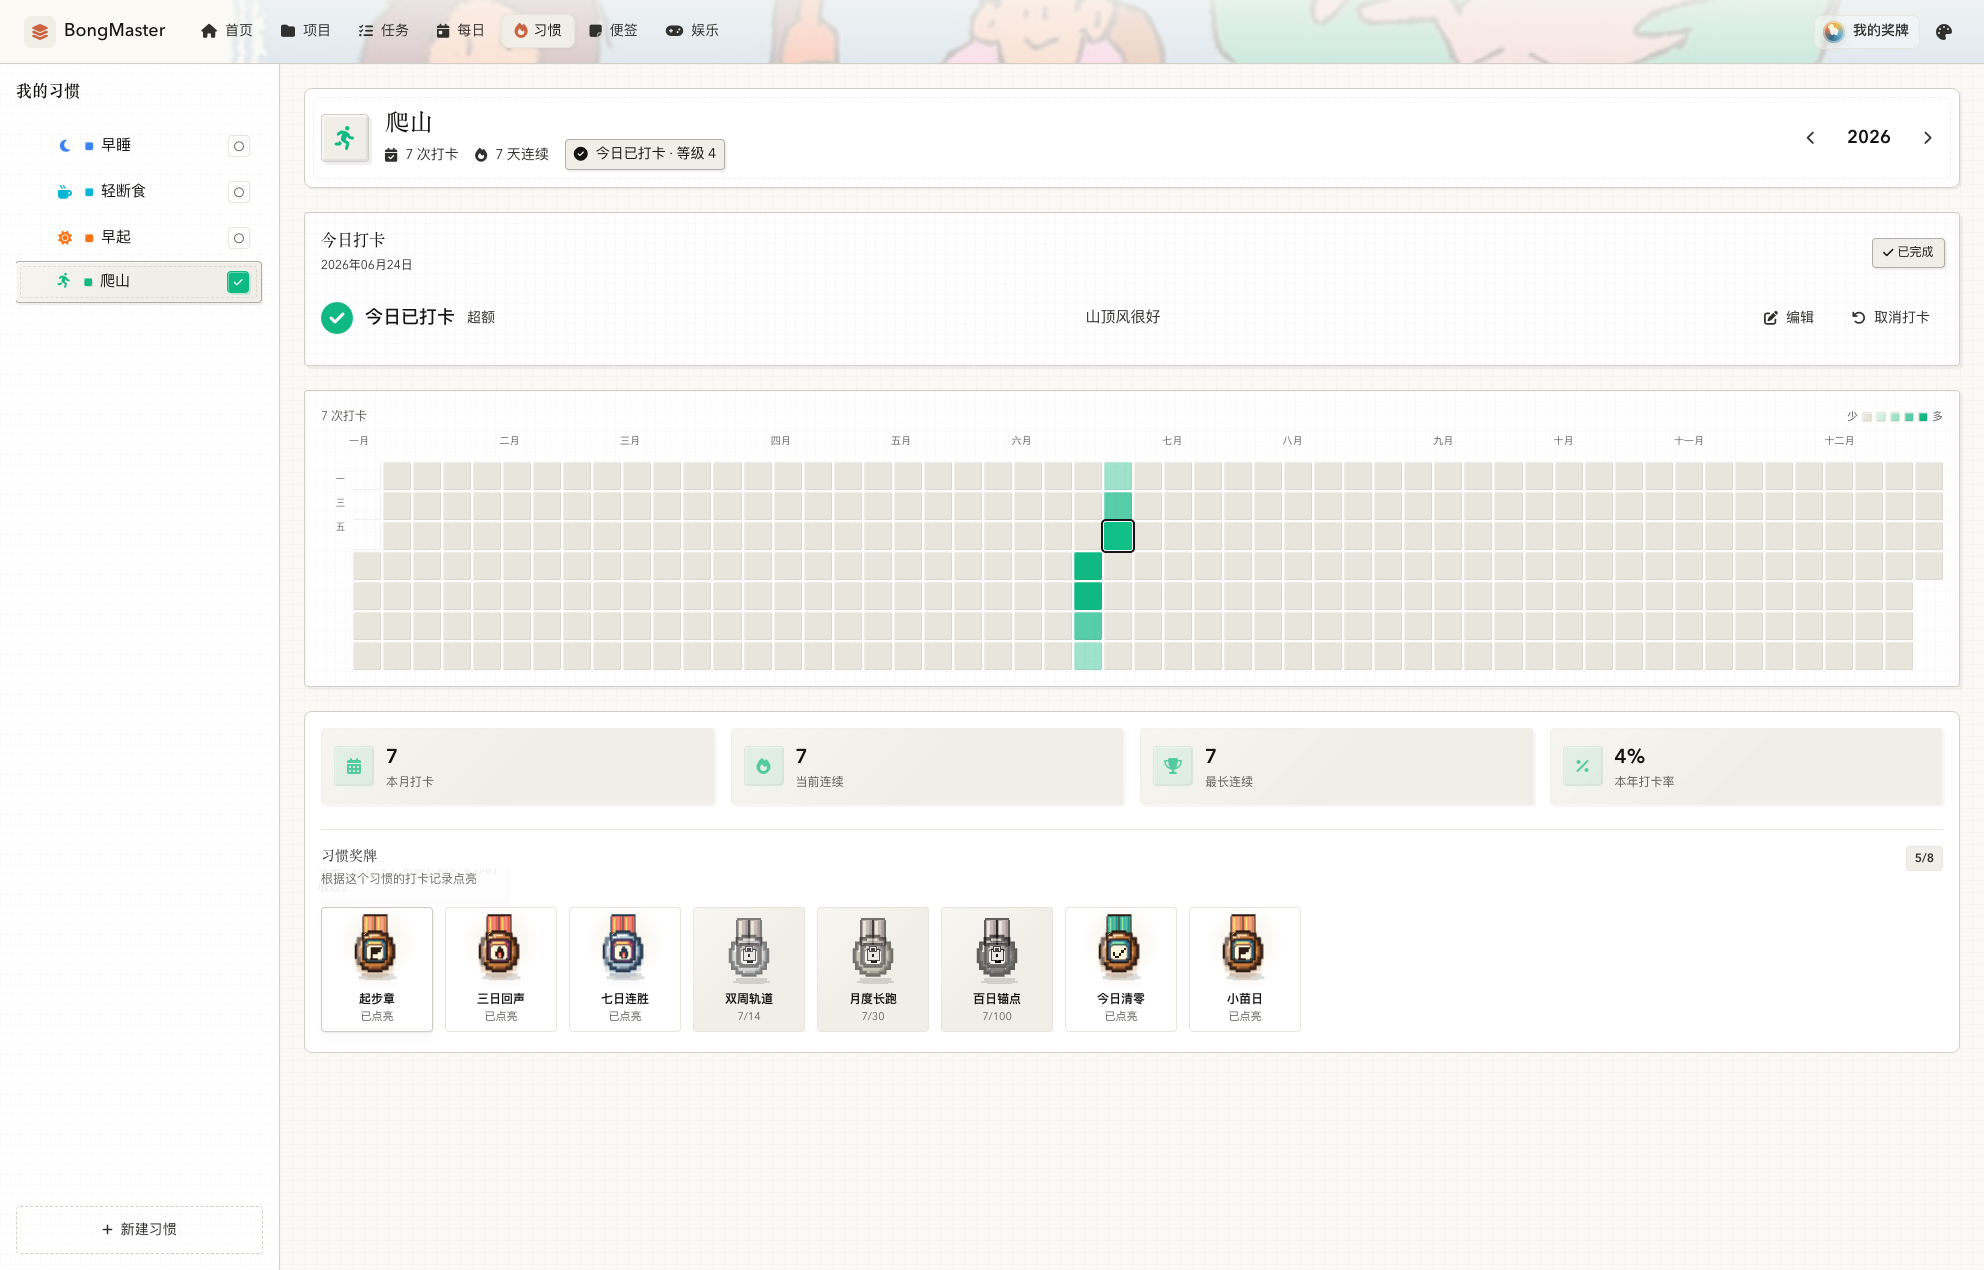 BongMaster
首页
项目
任务
每日
习惯
便签
娱乐
我的奖牌
我的习惯
早睡
轻断食
早起
爬山
新建习惯
爬山
7 次打卡
7 天连续
今日已打卡 · 等级 4
2026
今日打卡
2026年06月24日
已完成
今日已打卡 超额
山顶风很好
编辑
取消打卡
7 次打卡
少
多
一月 二月 三月 四月 五月 六月 七月 八月 九月 十月 十一月 十二月
一
三
五
7
本月打卡
7
当前连续
7
最长连续
4%
本年打卡率
习惯奖牌
5/8
根据这个习惯的打卡记录点亮
起步章
已点亮
三日回声
已点亮
七日连胜
已点亮
双周轨道
7/14
月度长跑
7/30
百日锚点
7/100
今日清零
已点亮
小苗日
已点亮